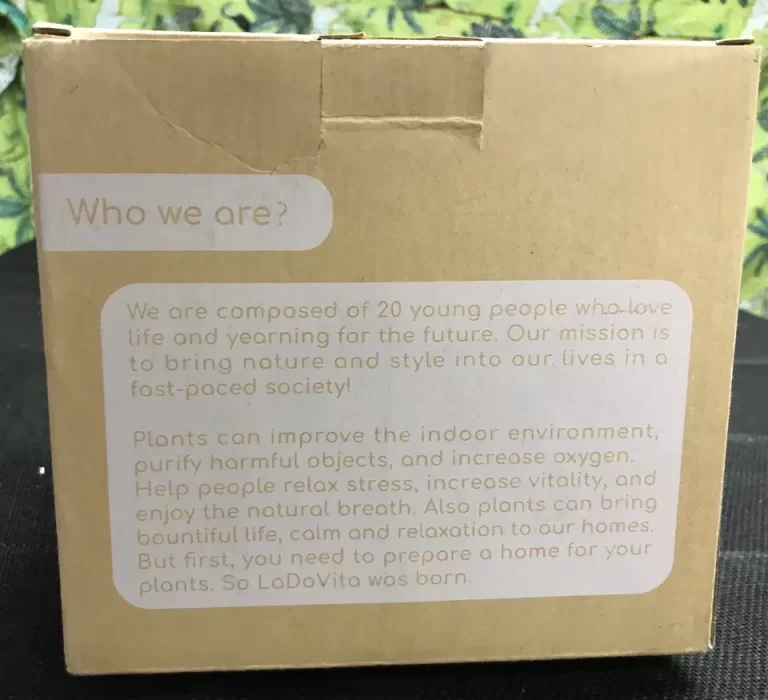 Who we are?
We are composed of 20 young people who love
life and yearning for the future. Our mission is
to bring nature and style into our lives in a
fast-paced society!
Plants can improve the indoor environment,
purify harmful objects, and increase oxygen.
Help people relax stress, increase vitality, and
enjoy the natural breath. Also plants can bring
bountiful life, calm and relaxation to our homes.
But first, you need to prepare a home for your
plants. So LaDoVita was born